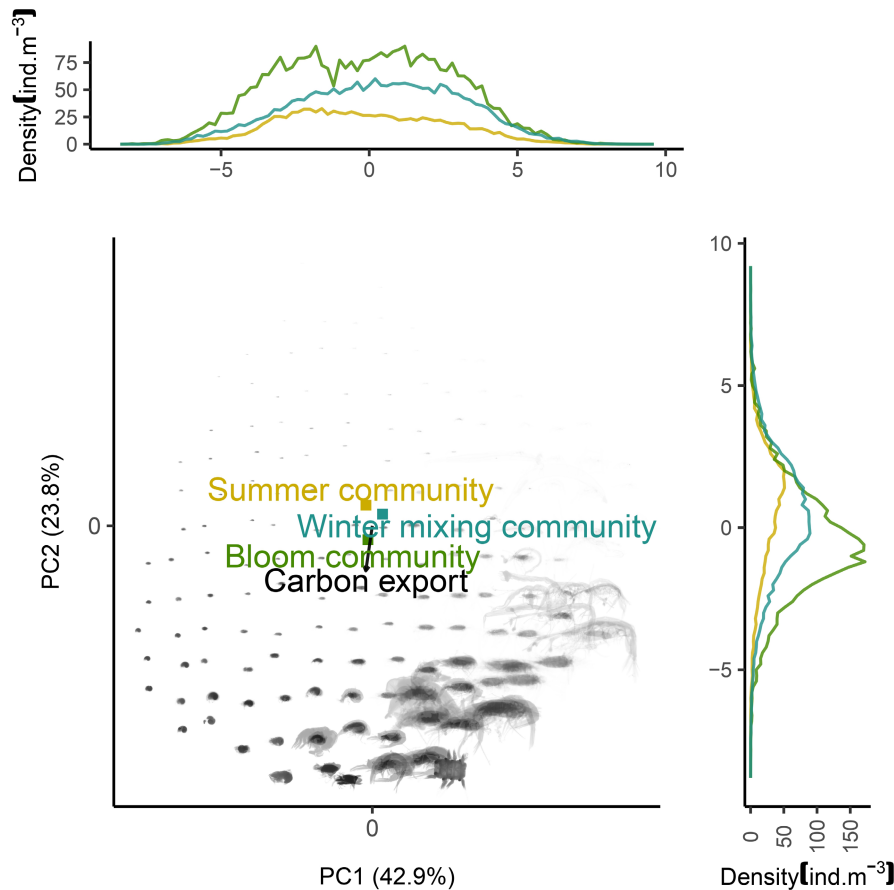 Density(ind.m−3)
75
50
25
0
−5 0 5 10
10
5
0
−5
PC2 (23.8%)
0
Summer community
Winter mixing community
Bloom community
Carbon export
0
PC1 (42.9%)
0 50 100 150
Density(ind.m−3)